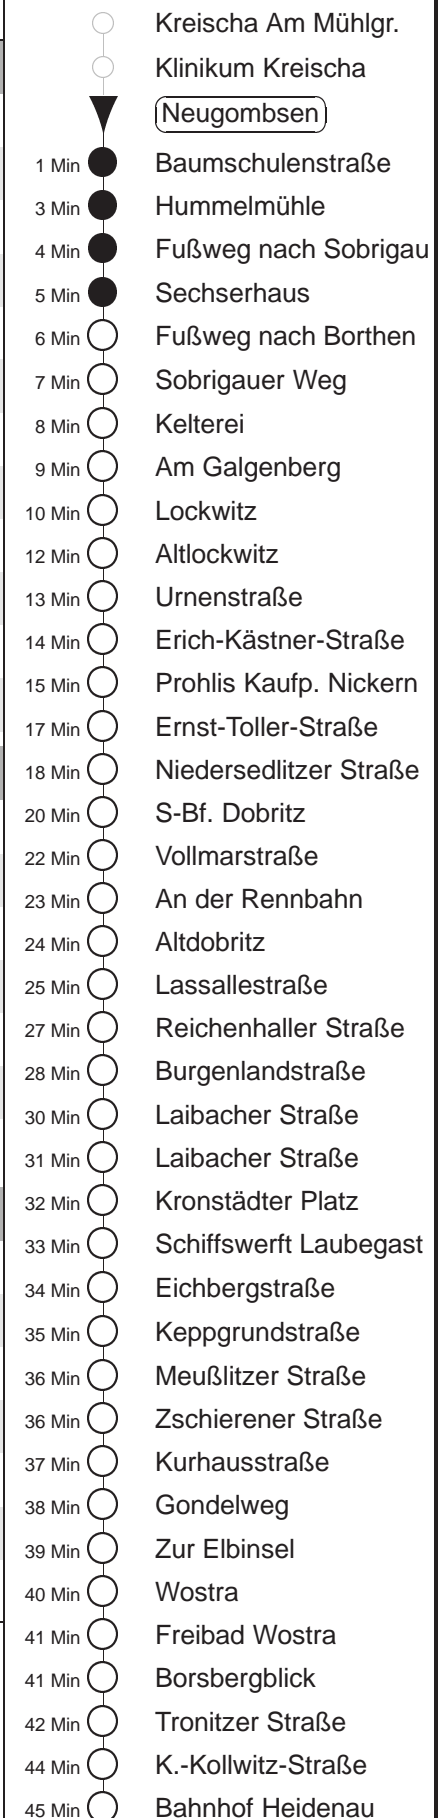 Kreischa Am Mühlgr.
Klinikum Kreischa
Neugombsen
1 Min Baumschulenstraße
3 Min Hummelmühle
4 Min Fußweg nach Sobrigau
5 Min Sechserhaus
6 Min Fußweg nach Borthen
7 Min Sobrigauer Weg
8 Min Kelterei
9 Min Am Galgenberg
10 Min Lockwitz
12 Min Altlockwitz
13 Min Urnenstraße
14 Min Erich-Kästner-Straße
15 Min Prohlis Kaufp. Nickern
17 Min Ernst-Toller-Straße
18 Min Niedersedlitzer Straße
20 Min S-Bf. Dobritz
22 Min Vollmarstraße
23 Min An der Rennbahn
24 Min Altdobritz
25 Min Lassallestraße
27 Min Reichenhaller Straße
28 Min Burgenlandstraße
30 Min Laibacher Straße
31 Min Laibacher Straße
32 Min Kronstädter Platz
33 Min Schiffswerft Laubegast
34 Min Eichbergstraße
35 Min Keppgrundstraße
36 Min Meußlitzer Straße
36 Min Zschierener Straße
37 Min Kurhausstraße
38 Min Gondelweg
39 Min Zur Elbinsel
40 Min Wostra
41 Min Freibad Wostra
41 Min Borsbergblick
42 Min Tronitzer Straße
44 Min K.-Kollwitz-Straße
45 Min Bahnhof Heidenau